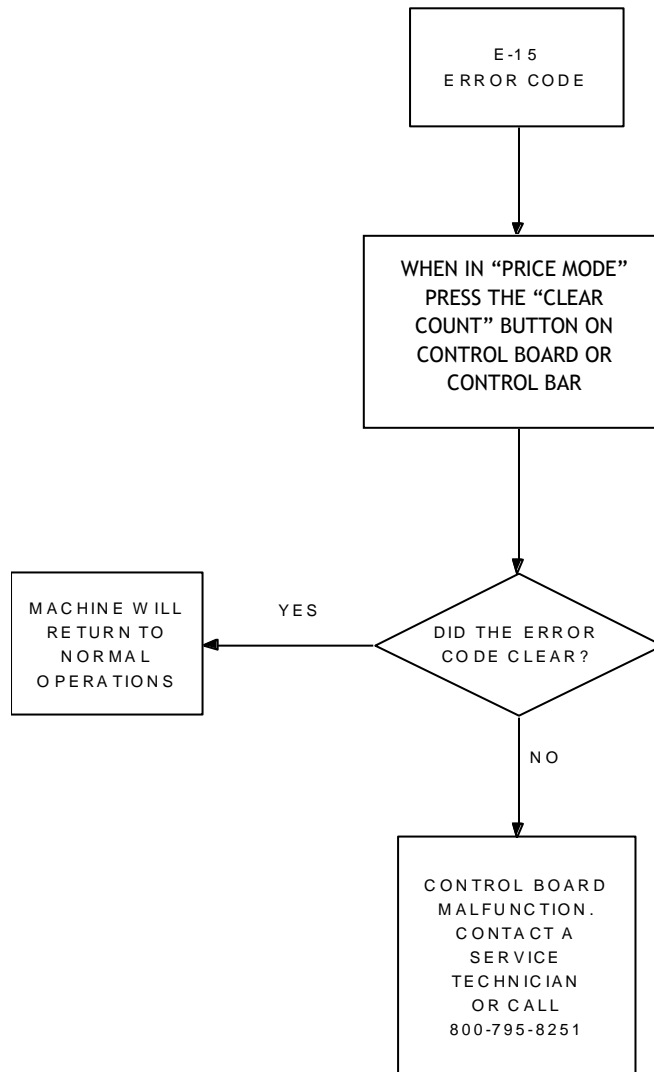 E-15
ERROR CODE
WHEN IN “PRICE MODE”
PRESS THE “CLEAR
COUNT” BUTTON ON
CONTROL BOARD OR
CONTROL BAR
DID THE ERROR
CODE CLEAR?
YES
MACHINE WILL
RETURN TO
NORMAL
OPERATIONS
NO
CONTROL BOARD
MALFUNCTION.
CONTACT A
SERVICE
TECHNICIAN
OR CALL
800-795-8251